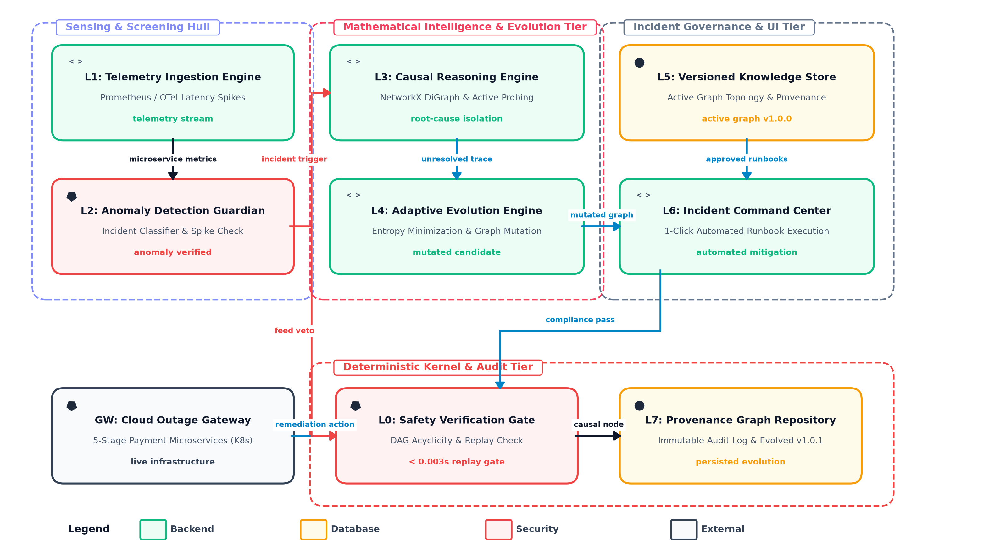 Sensing & Screening Hull
Mathematical Intelligence & Evolution Tier
Incident Governance & UI Tier
< >
L1: Telemetry Ingestion Engine
Prometheus / OTel Latency Spikes
telemetry stream
< >
L3: Causal Reasoning Engine
NetworkX DiGraph & Active Probing
root-cause isolation
L5: Versioned Knowledge Store
Active Graph Topology & Provenance
active graph v1.0.0
microservice metrics
incident trigger
unresolved trace
approved runbooks
L2: Anomaly Detection Guardian
Incident Classifier & Spike Check
anomaly verified
< >
L4: Adaptive Evolution Engine
Entropy Minimization & Graph Mutation
mutated candidate
mutated graph
< >
L6: Incident Command Center
1-Click Automated Runbook Execution
automated mitigation
compliance pass
feed veto
Deterministic Kernel & Audit Tier
GW: Cloud Outage Gateway
5-Stage Payment Microservices (K8s)
live infrastructure
remediation action
L0: Safety Verification Gate
DAG Acyclicity & Replay Check
< 0.003s replay gate
causal node
L7: Provenance Graph Repository
Immutable Audit Log & Evolved v1.0.1
persisted evolution
Legend
Backend
Database
Security
External